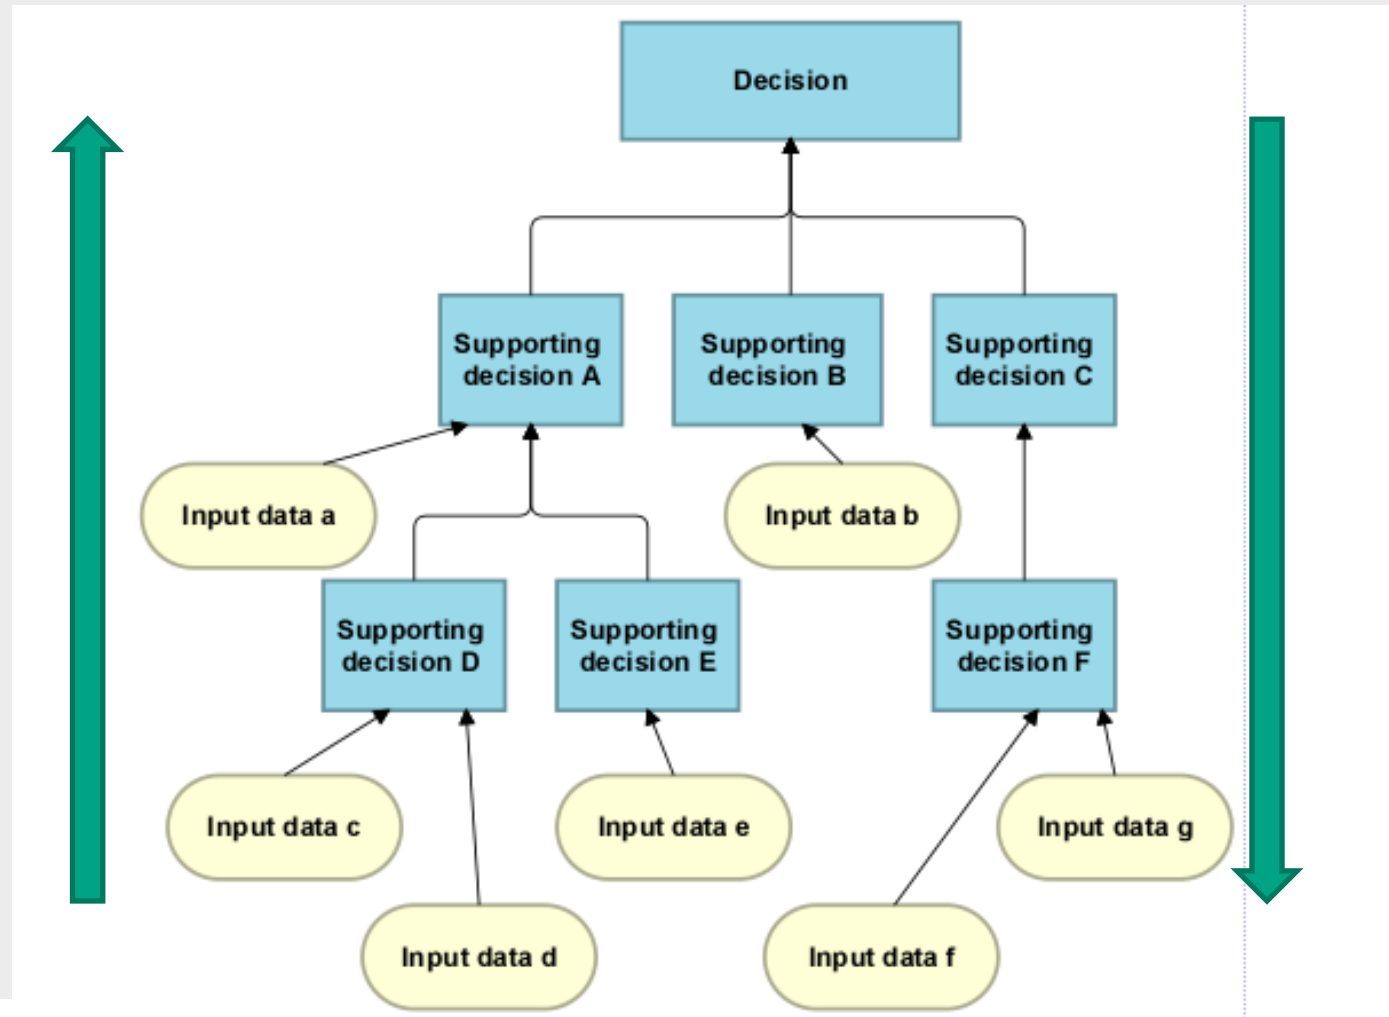 Decision
Supporting
decision A
Supporting
decision B
Supporting
decision C
Input data a
Input data b
Supporting
decision D
Supporting
decision E
Supporting
decision F
Input data c
Input data e
Input data g
Input data d
Input data f